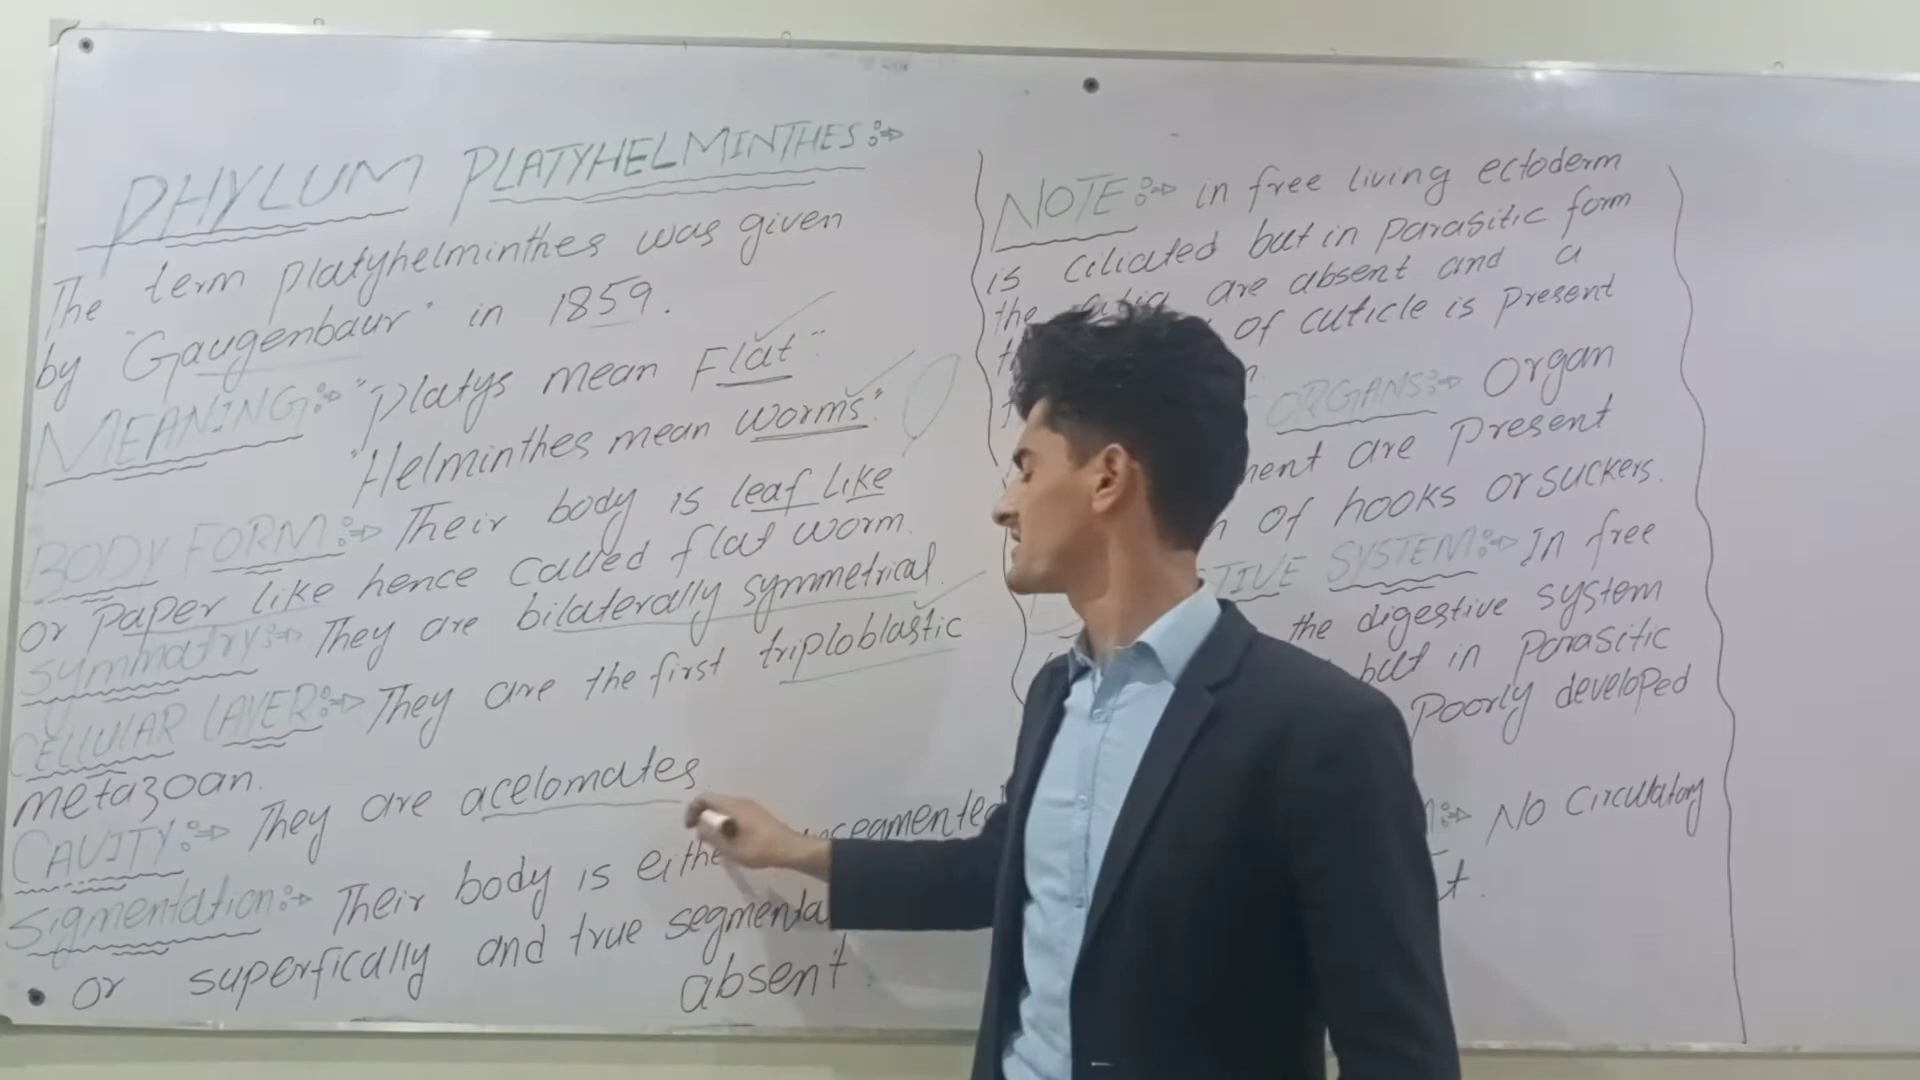 PHYLUM PLATYHELMINTHES:⇒
The term platyhelminthes was given
by "Gaugenbaur" in 1859.
MEANING:⇒ "Platys mean Flat"
"Helminthes mean worms".
BODY FORM:⇒ Their body is leaf like
or paper like hence called flat worm.
Symmatry:⇒ They are bilaterally symmetrical.
CELLULAR LAYER:⇒ They are the first triploblastic
metazoan.
CAVITY:⇒ They are acelomates
Sigmentation:⇒ Their body is
or superfically and true
absent.
NOTE:⇒ in free living ectoderm
is ciliated but in parasitic form
the are absent and a
of cuticle is present
ORGANS:⇒ Organ
are present
of hooks or suckers.
SYSTEM:⇒ In free
the digestive system
but in parasitic
Poorly developed
No Circulatory